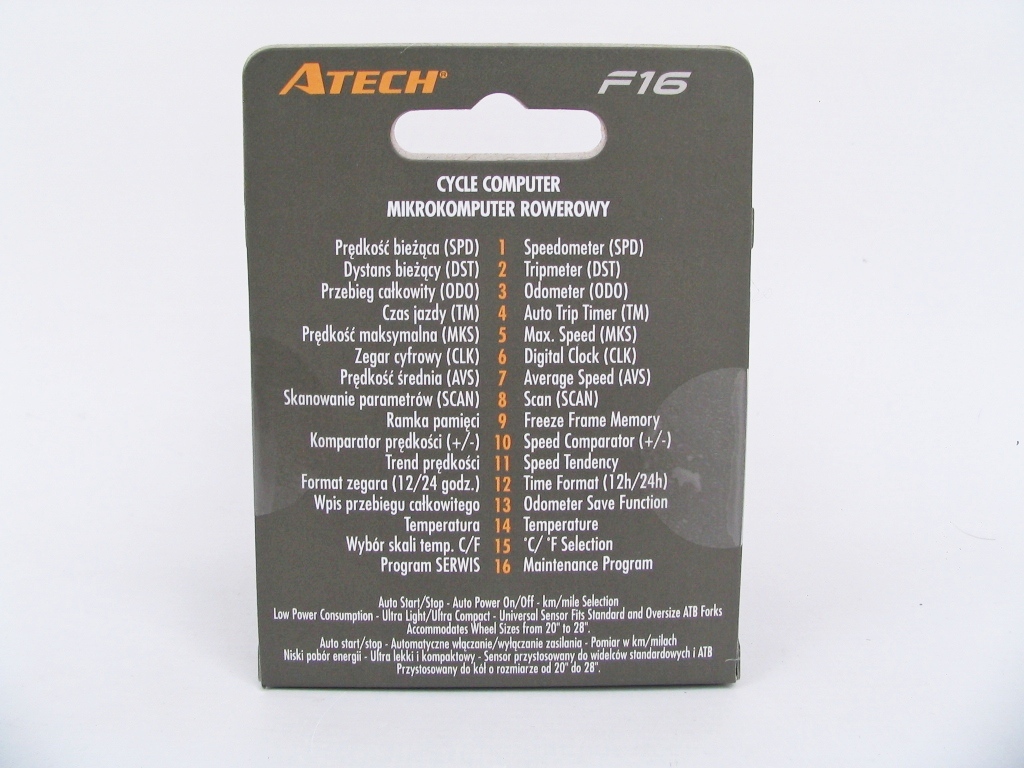 ATECH® F16
CYCLE COMPUTER
MIKROKOMPUTER ROWEROWY
Prędkość bieżąca (SPD) 1 Speedometer (SPD)
Dystans bieżący (DST) 2 Tripmeter (DST)
Przebieg całkowity (ODO) 3 Odometer (ODO)
Czas jazdy (TM) 4 Auto Trip Timer (TM)
Prędkość maksymalna (MKS) 5 Max. Speed (MKS)
Zegar cyfrowy (CLK) 6 Digital Clock (CLK)
Prędkość średnia (AVS) 7 Average Speed (AVS)
Skanowanie parametrów (SCAN) 8 Scan (SCAN)
Ramka pamięci 9 Freeze Frame Memory
Komparator prędkości (+/-) 10 Speed Comparator (+/-)
Trend prędkości 11 Speed Tendency
Format zegara (12/24 godz.) 12 Time Format (12h/24h)
Wpis przebiegu całkowitego 13 Odometer Save Function
Temperatura 14 Temperature
Wybór skali temp. C/F 15 °C/ °F Selection
Program SERWIS 16 Maintenance Program
Auto Start/Stop - Auto Power On/Off - km/mile Selection
Low Power Consumption - Ultra Light/Ultra Compact - Universal Sensor Fits Standard and Oversize ATB Forks
Accommodates Wheel Sizes from 20" to 28".
Auto start/stop - Automatyczne włączanie/wyłączanie zasilania - Pomiar w km/milach
Niski pobór energii - Ultra lekki i kompaktowy - Sensor przystosowany do widelców standardowych i ATB
Przystosowany do kół o rozmiarze od 20" do 28".